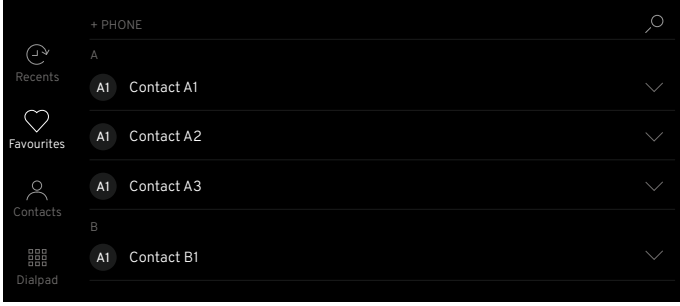 + PHONE
Recents
A
A1 Contact A1
Favourites
A1 Contact A2
A1 Contact A3
Contacts
B
A1 Contact B1
Dialpad